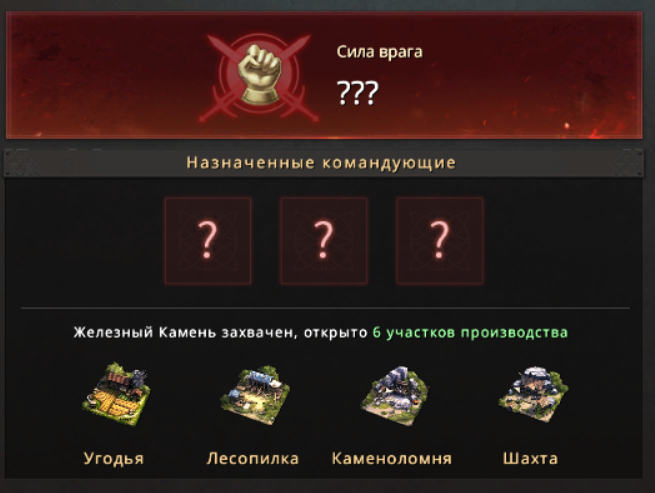 Сила врага
???
Назначенные командующие
? ? ?
Железный Камень захвачен, открыто 6 участков производства
Угодья Лесопилка Каменоломня Шахта